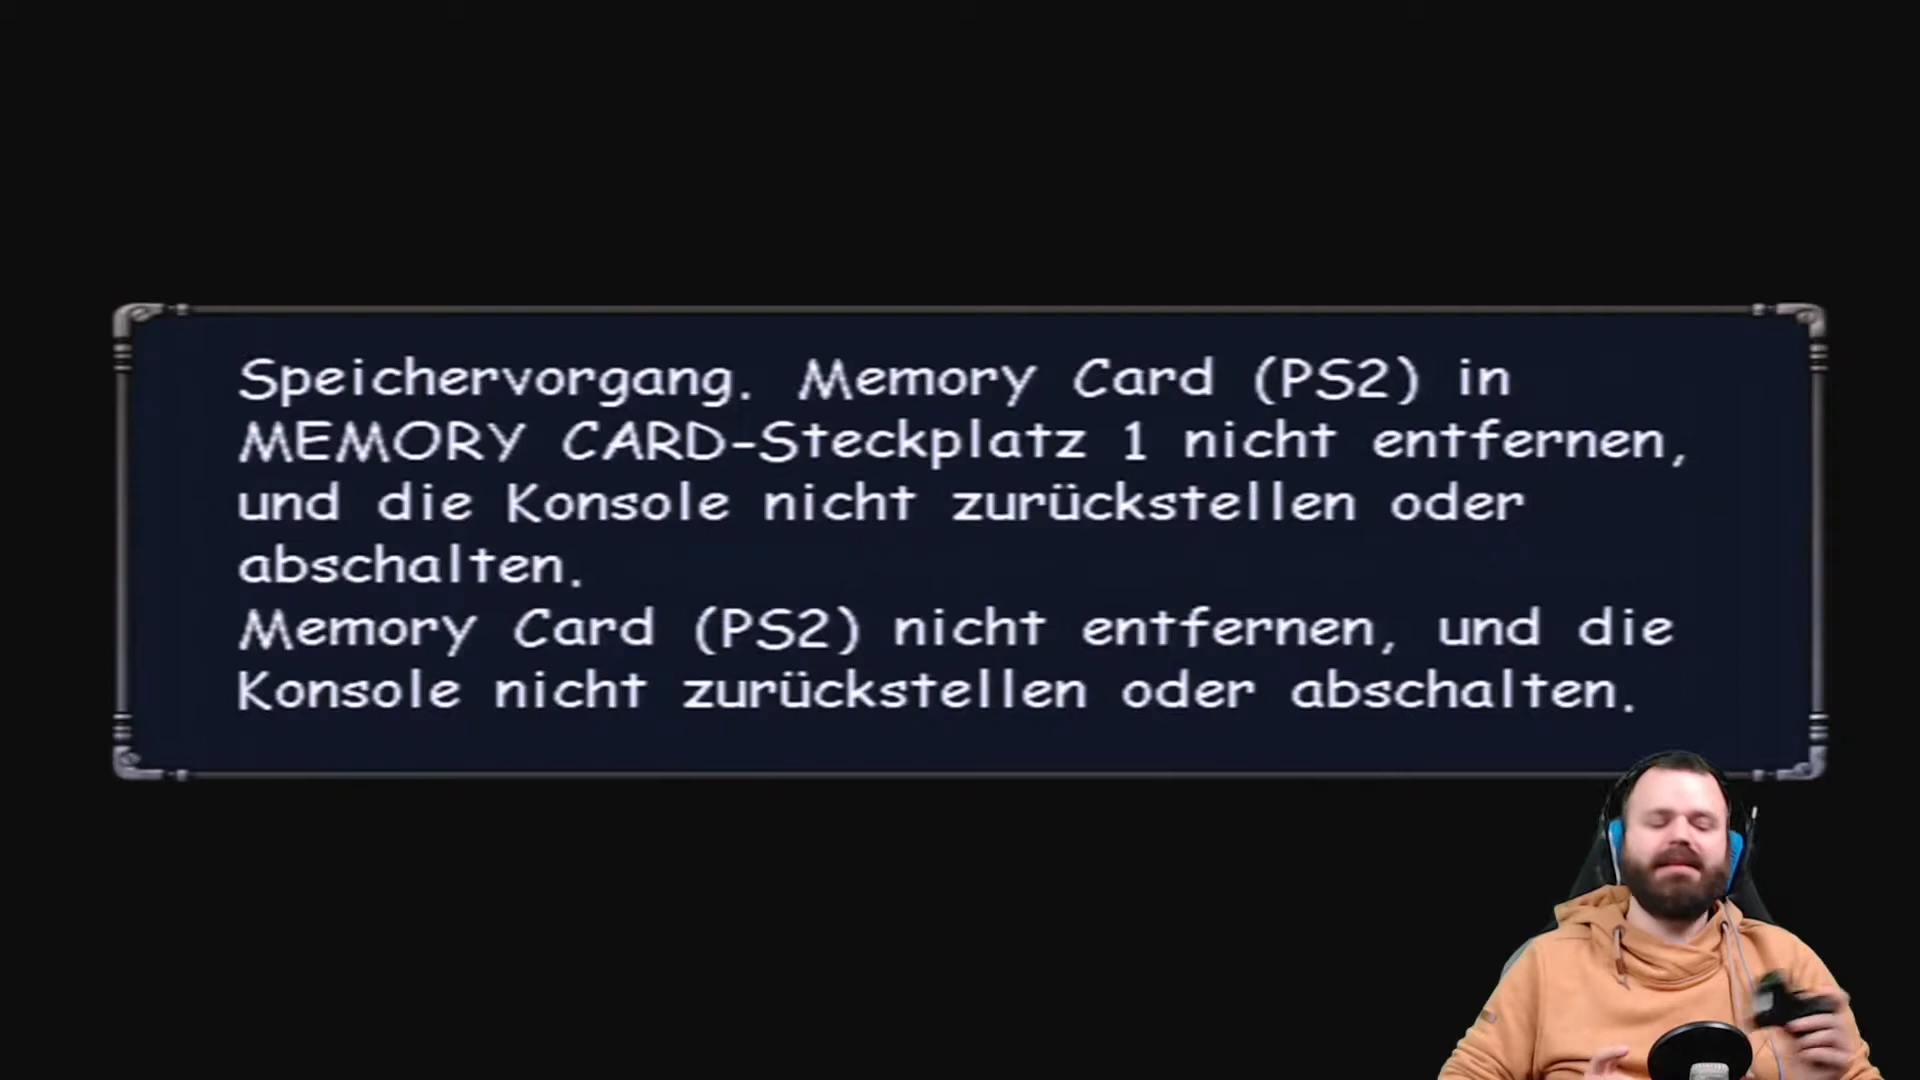 Speichervorgang. Memory Card (PS2) in
MEMORY CARD-Steckplatz 1 nicht entfernen,
und die Konsole nicht zurückstellen oder
abschalten.
Memory Card (PS2) nicht entfernen, und die
Konsole nicht zurückstellen oder abschalten.